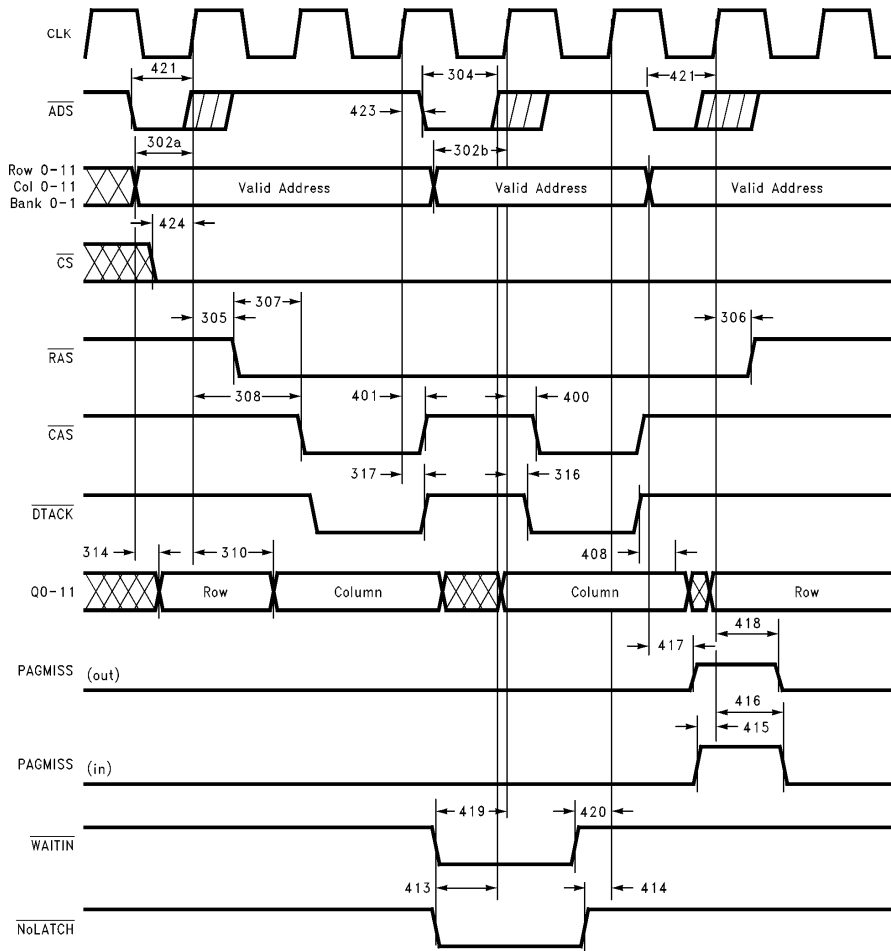 CLK
421
304
421
ADS
423
302a
302b
Row 0-11
Col 0-11
Bank 0-1
Valid Address
Valid Address
Valid Address
424
CS
307
305
306
RAS
308
401
400
CAS
317
316
DTACK
314
310
408
Q0-11
Row
Column
Column
Row
418
417
PAGMISS (out)
416
415
PAGMISS (in)
419
420
WAITIN
413
414
NoLATCH